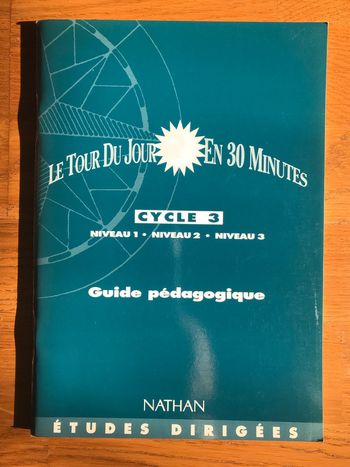 LE TOUR DU JOUR EN 30 MINUTES
CYCLE 3
NIVEAU 1 • NIVEAU 2 • NIVEAU 3
Guide pédagogique
NATHAN
ÉTUDES DIRIGÉES